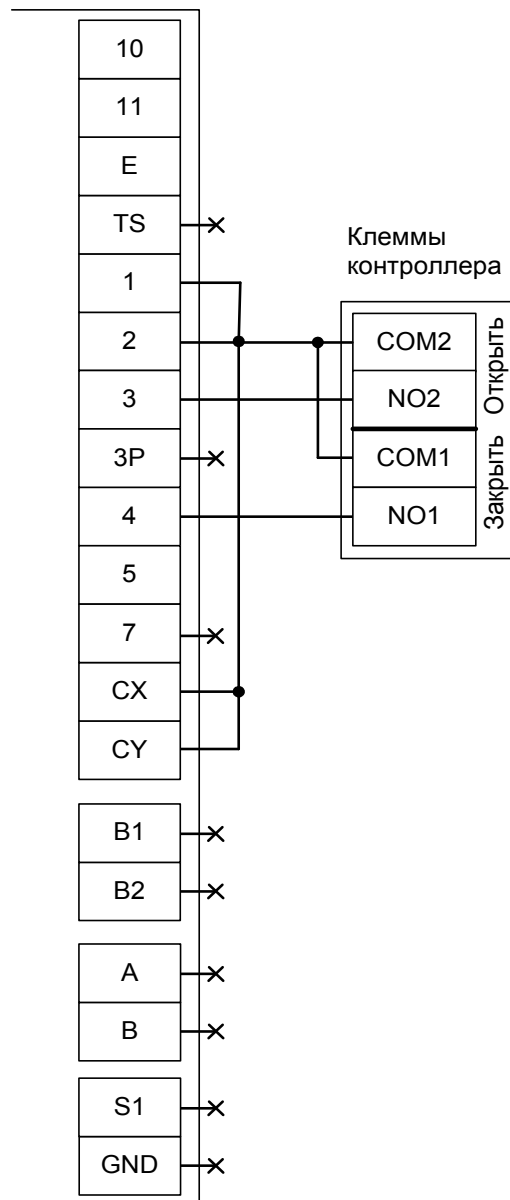 10
11
E
TS
1
2
3
3P
4
5
7
CX
CY
B1
B2
A
B
S1
GND
Клеммы
контроллера
COM2
NO2
COM1
NO1
Открыть
Закрыть